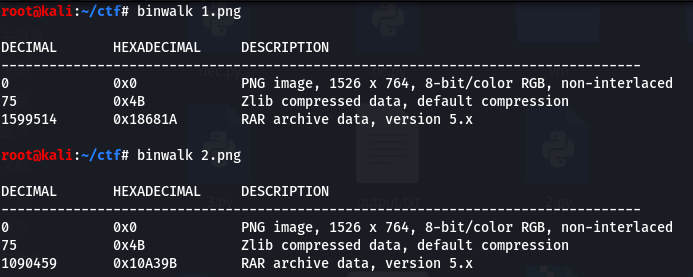 root@kali:~/ctf# binwalk 1.png
DECIMAL HEXADECIMAL DESCRIPTION
--------------------------------------------------------------------------------
0 0x0 PNG image, 1526 x 764, 8-bit/color RGB, non-interlaced
75 0x4B Zlib compressed data, default compression
1599514 0x18681A RAR archive data, version 5.x
root@kali:~/ctf# binwalk 2.png
DECIMAL HEXADECIMAL DESCRIPTION
--------------------------------------------------------------------------------
0 0x0 PNG image, 1526 x 764, 8-bit/color RGB, non-interlaced
75 0x4B Zlib compressed data, default compression
1090459 0x10A39B RAR archive data, version 5.x